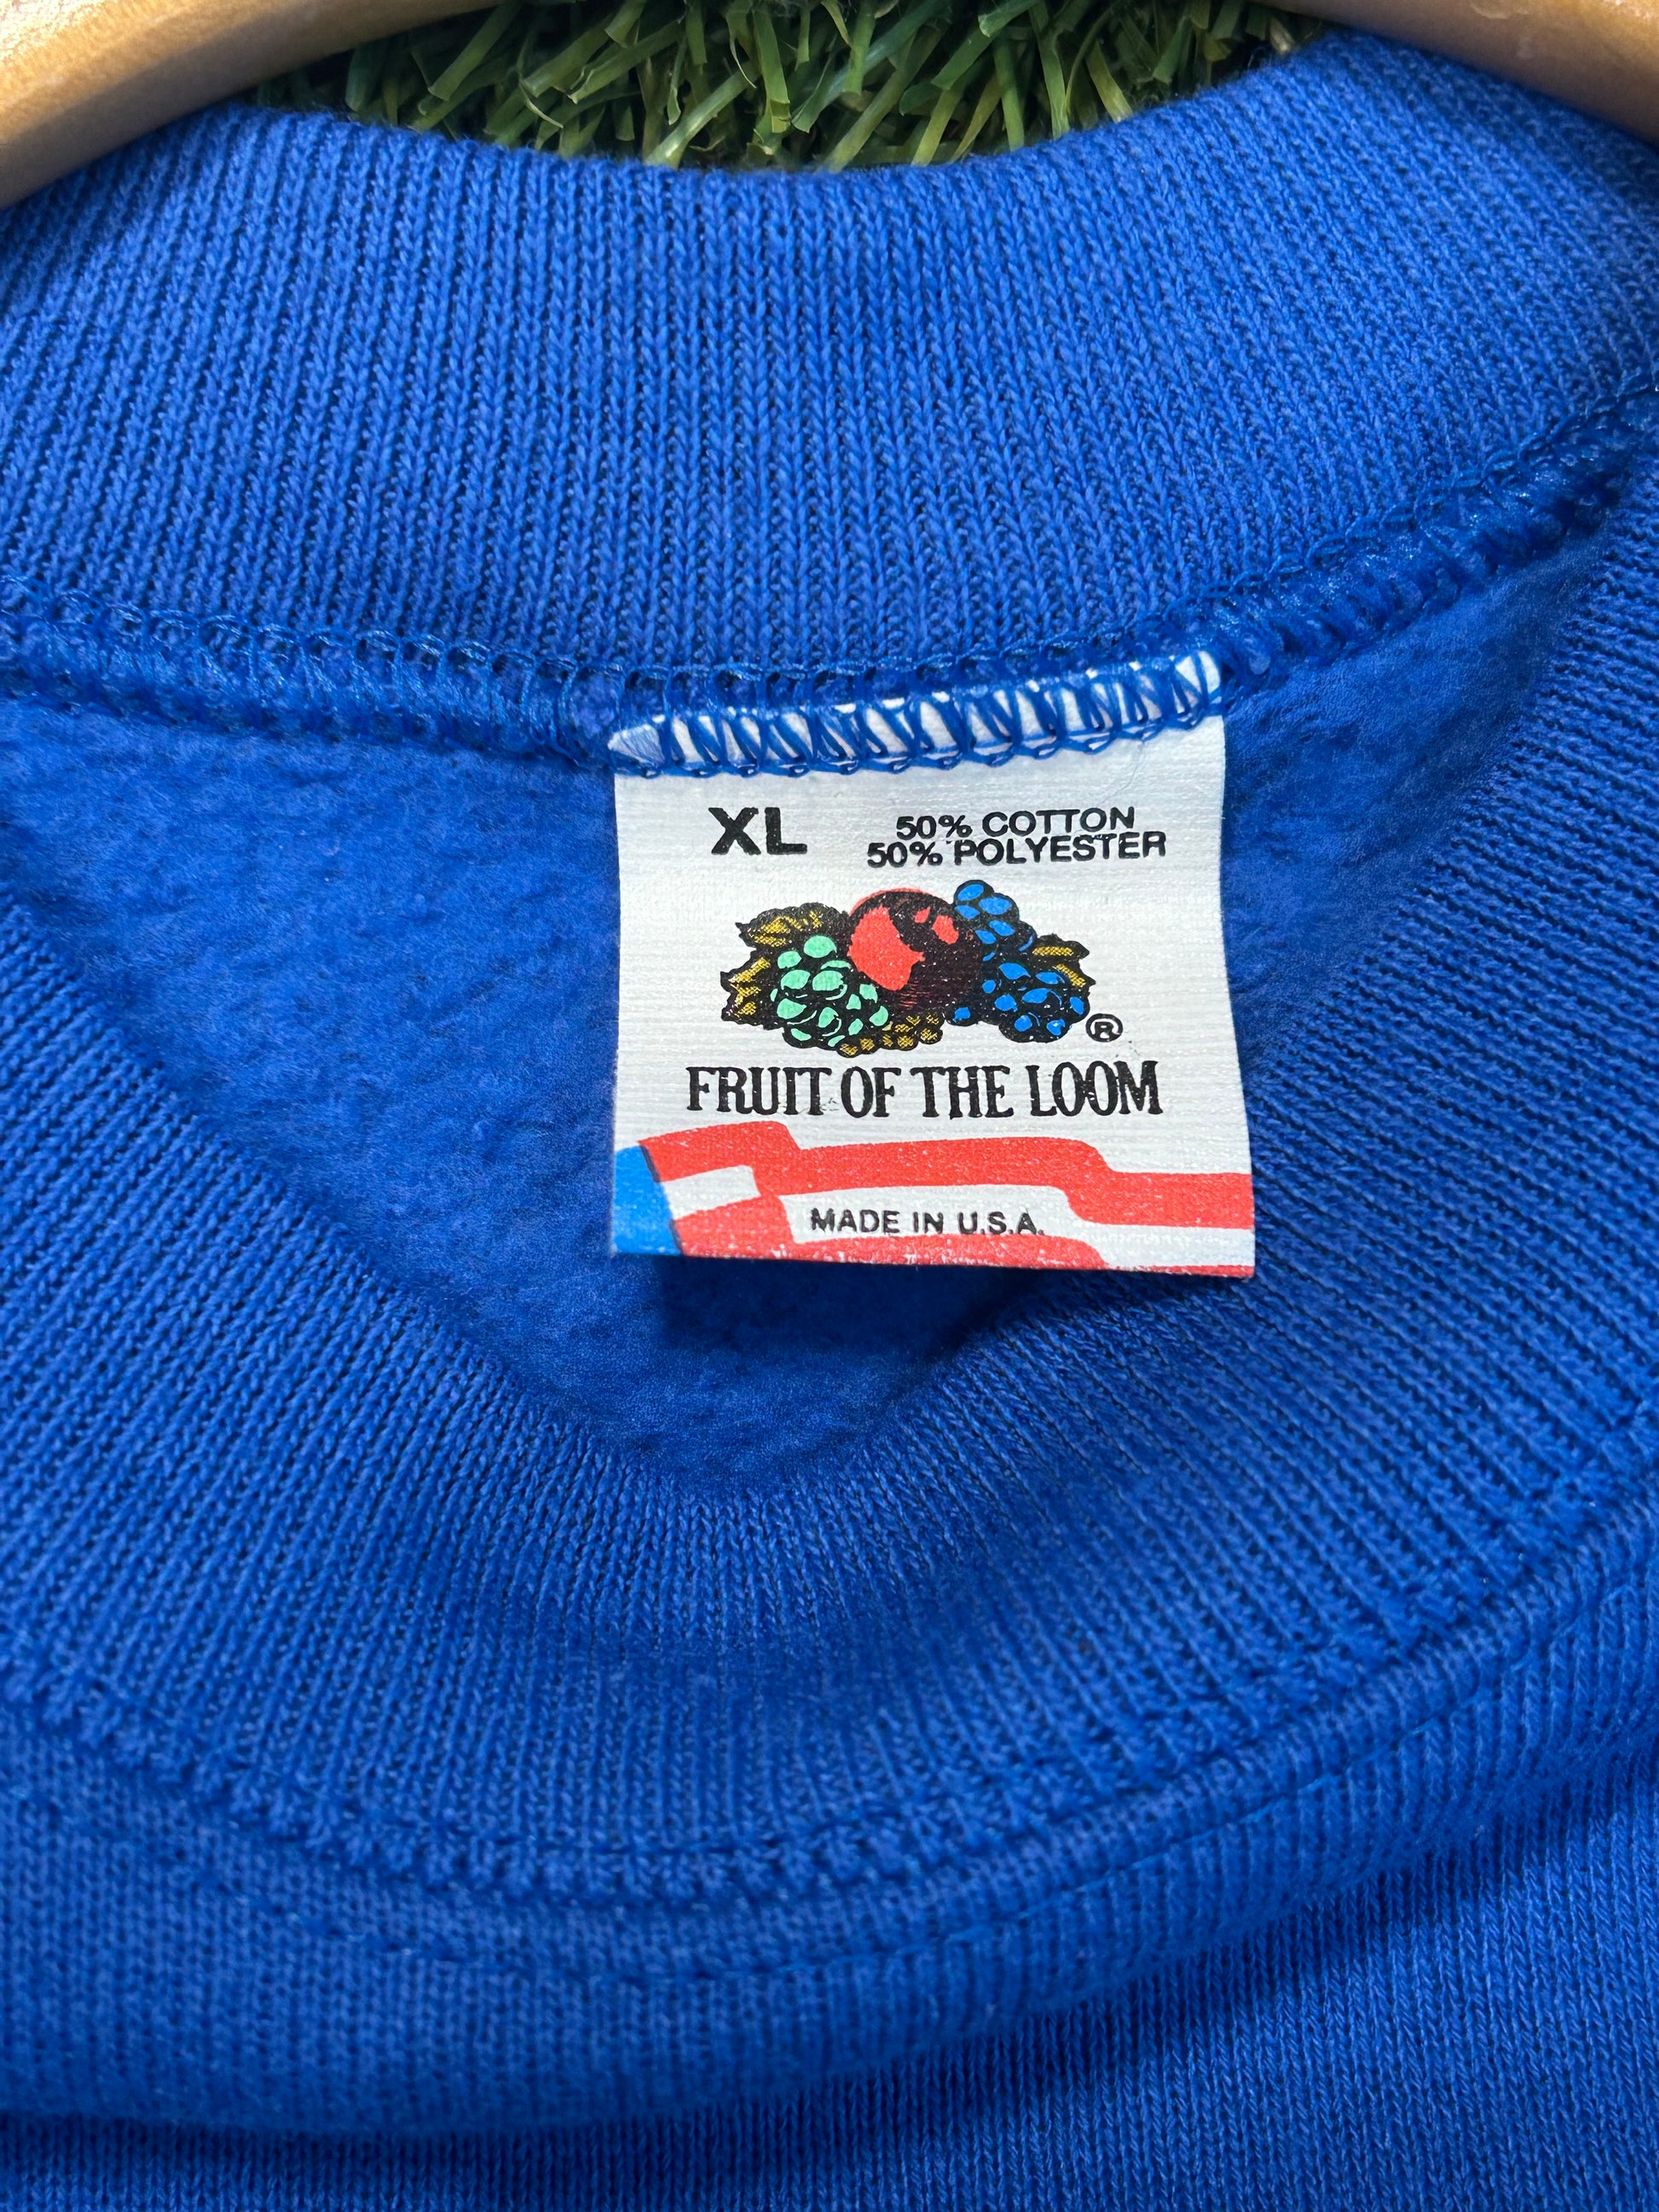 XL
50% COTTON
50% POLYESTER
®
FRUIT OF THE LOOM
MADE IN U.S.A.